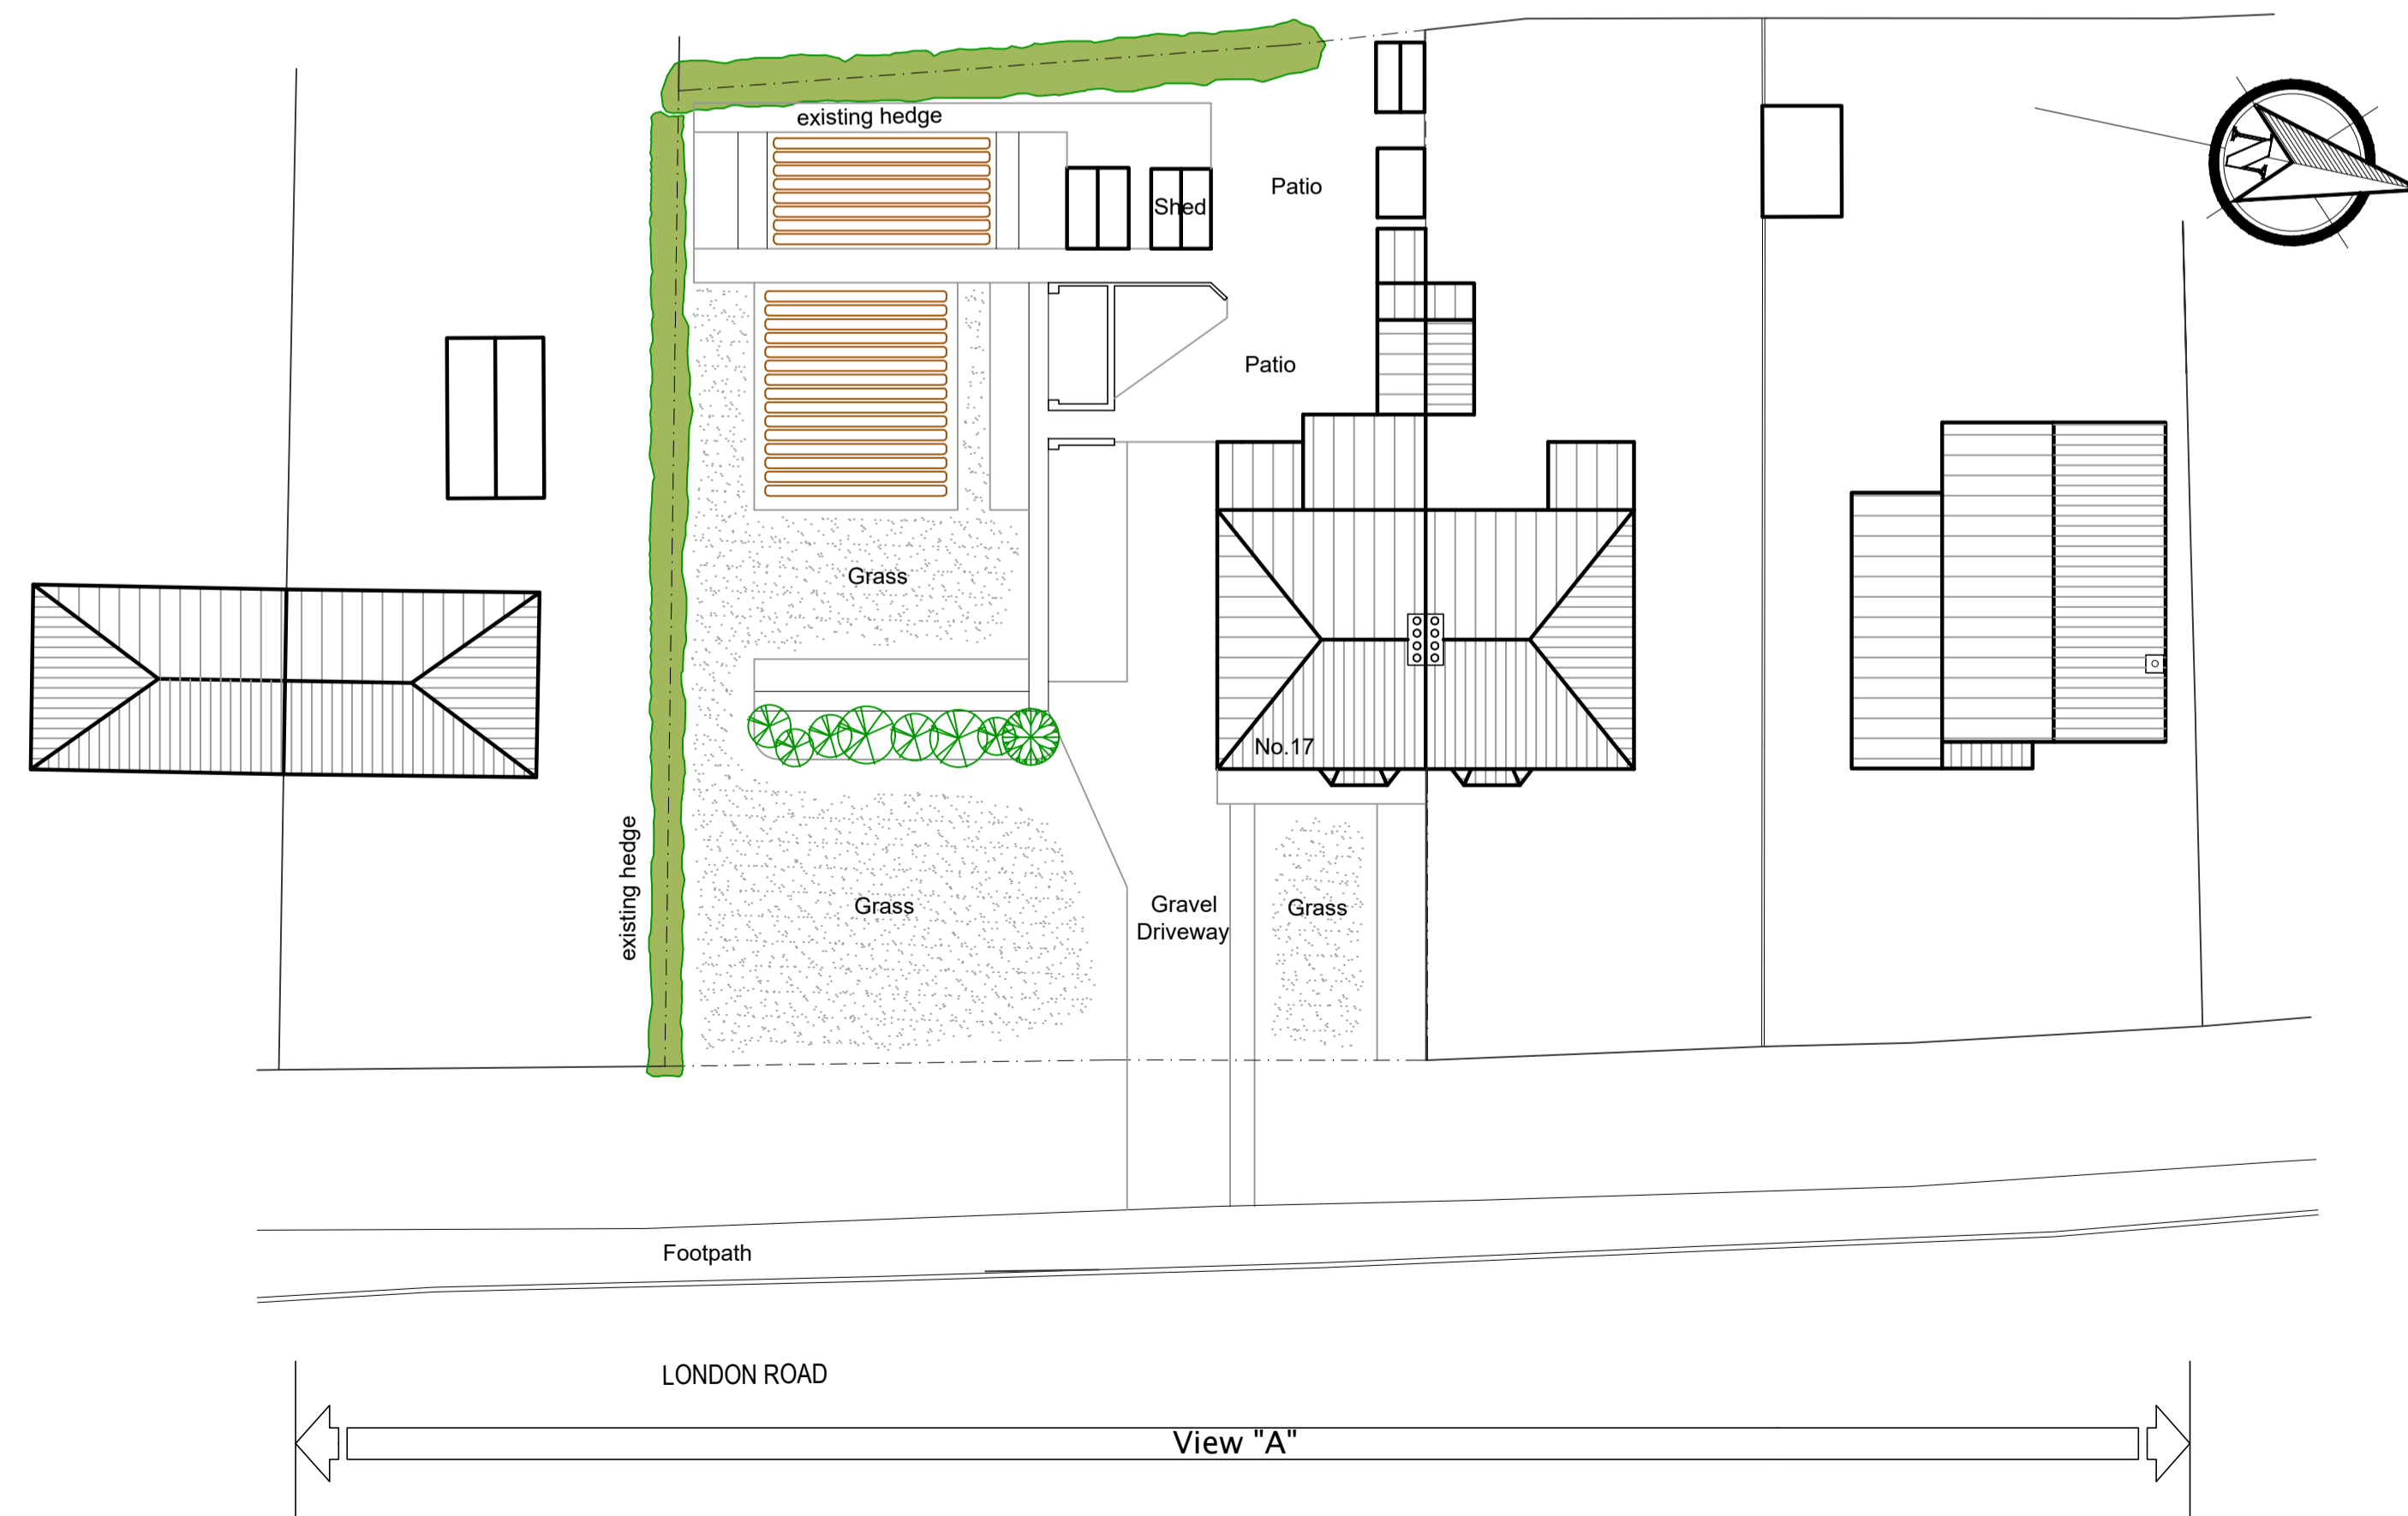 existing hedge
Shed
Patio
N
Patio
Grass
No.17
existing hedge
Grass
Gravel
Driveway
Grass
Footpath
LONDON ROAD
View "A"